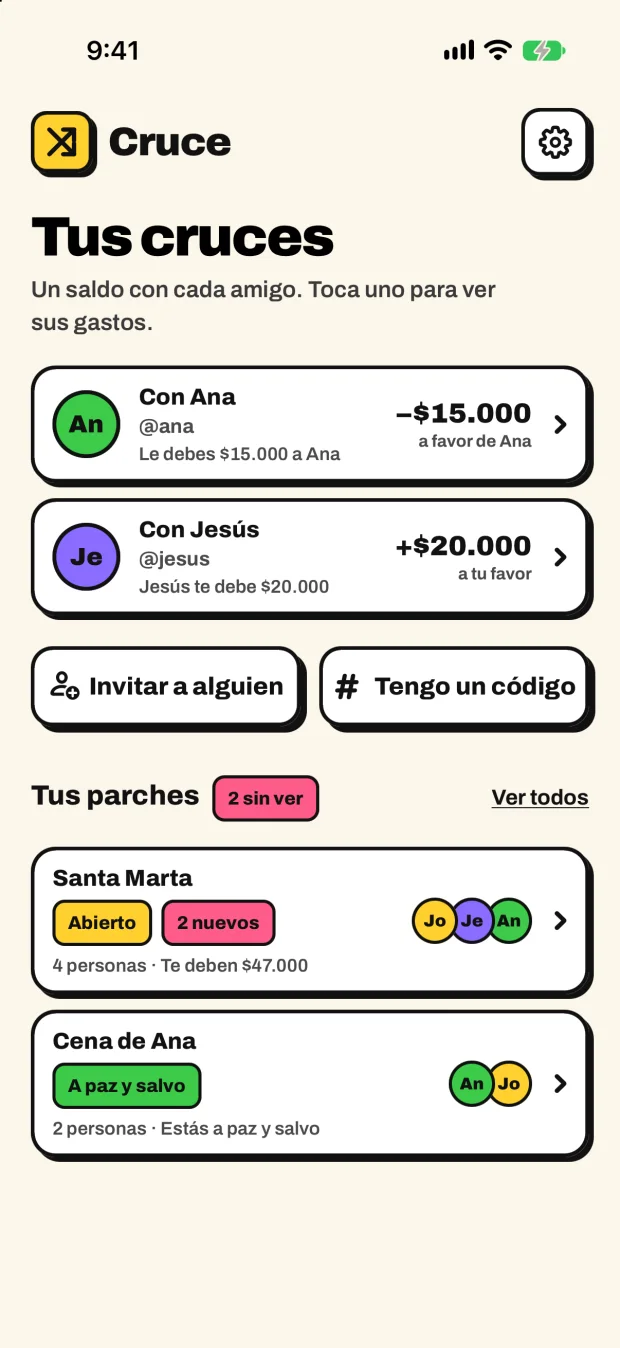 9:41
Cruce
Tus cruces
Un saldo con cada amigo. Toca uno para ver
sus gastos.
An
Con Ana
@ana
Le debes $15.000 a Ana
–$15.000
a favor de Ana
Je
Con Jesús
@jesus
Jesús te debe $20.000
+$20.000
a tu favor
Invitar a alguien
# Tengo un código
Tus parches
2 sin ver
Ver todos
Santa Marta
Abierto
2 nuevos
4 personas · Te deben $47.000
Jo
Je
An
Cena de Ana
A paz y salvo
2 personas · Estás a paz y salvo
An
Jo